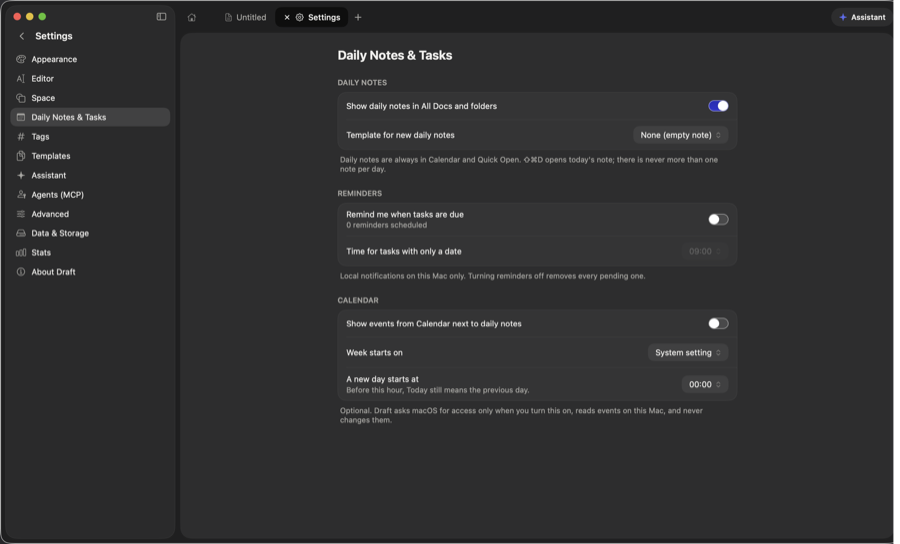 Untitled
Settings
Assistant
Settings
Appearance
Editor
Space
Daily Notes & Tasks
Tags
Templates
Assistant
Agents (MCP)
Advanced
Data & Storage
Stats
About Draft
Daily Notes & Tasks
DAILY NOTES
Show daily notes in All Docs and folders
Template for new daily notes
None (empty note)
Daily notes are always in Calendar and Quick Open. ⇧⌘D opens today's note; there is never more than one
note per day.
REMINDERS
Remind me when tasks are due
0 reminders scheduled
Time for tasks with only a date
09:00
Local notifications on this Mac only. Turning reminders off removes every pending one.
CALENDAR
Show events from Calendar next to daily notes
Week starts on
System setting
A new day starts at
Before this hour, Today still means the previous day.
00:00
Optional. Draft asks macOS for access only when you turn this on, reads events on this Mac, and never
changes them.